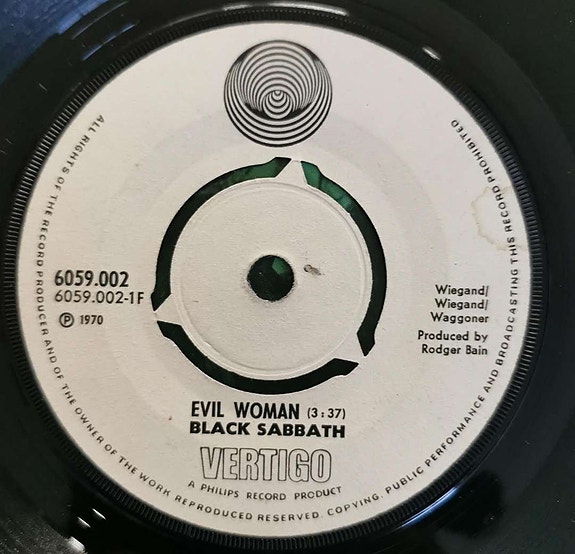 6059.002
6059.002-1F
℗ 1970
Wiegand/
Wiegand/
Waggoner
Produced by
Rodger Bain
EVIL WOMAN (3:37)
BLACK SABBATH
VERTIGO
A PHILIPS RECORD PRODUCT
ALL RIGHTS OF THE RECORD PRODUCER AND OF THE OWNER OF THE WORK REPRODUCED RESERVED. COPYING, PUBLIC PERFORMANCE AND BROADCASTING THIS RECORD PROHIBITED